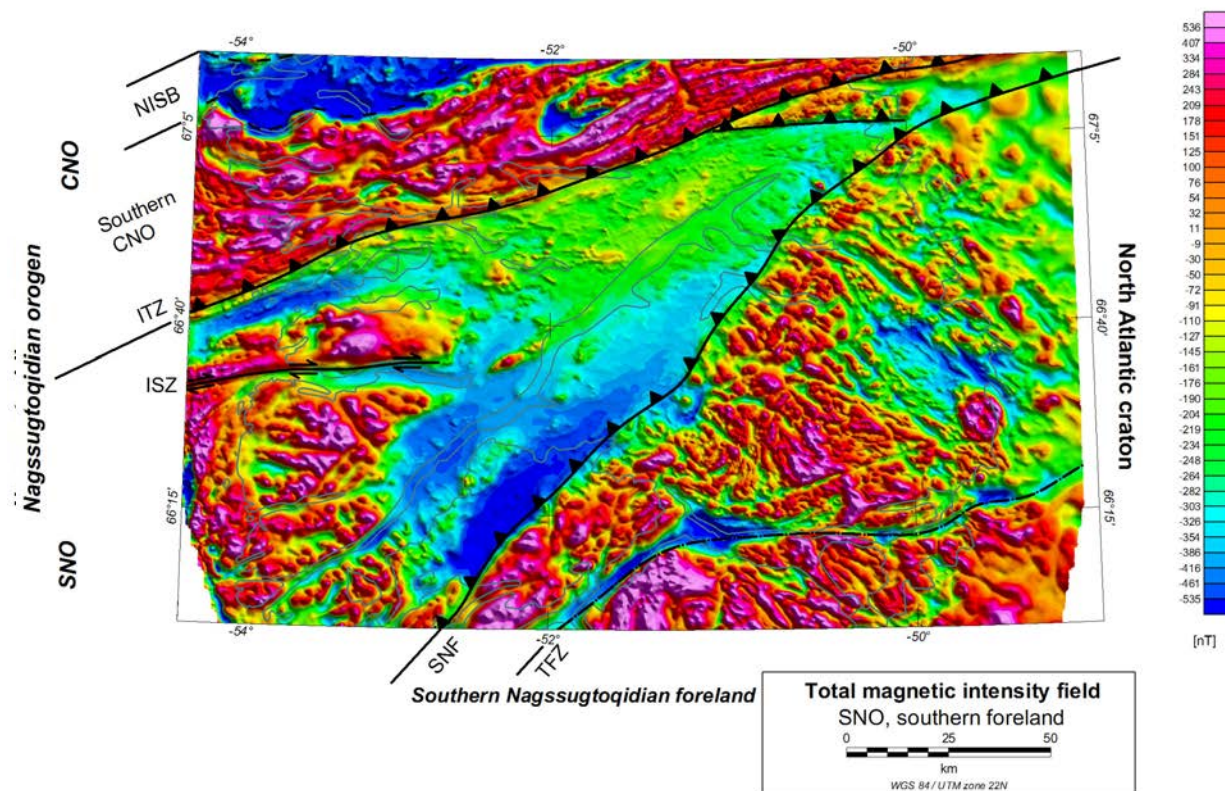 -54°
-52°
-50°
NISB
67°5'
67°5'
CNO
Southern
CNO
Nagssugtoqidian orogen
ITZ
66°40'
66°40'
North Atlantic craton
ISZ
66°15'
66°15'
SNO
-54°
-52°
-50°
SNF
TFZ
Southern Nagssugtoqidian foreland
536
407
334
284
243
209
178
151
125
100
76
54
32
11
-9
-30
-50
-70
-91
-110
-127
-145
-161
-176
-190
-219
-234
-248
-264
-282
-303
-326
-354
-416
-461
-535
[nT]
Total magnetic intensity field
SNO, southern foreland
0 25 50
km
WGS 84 / UTM zone 22N